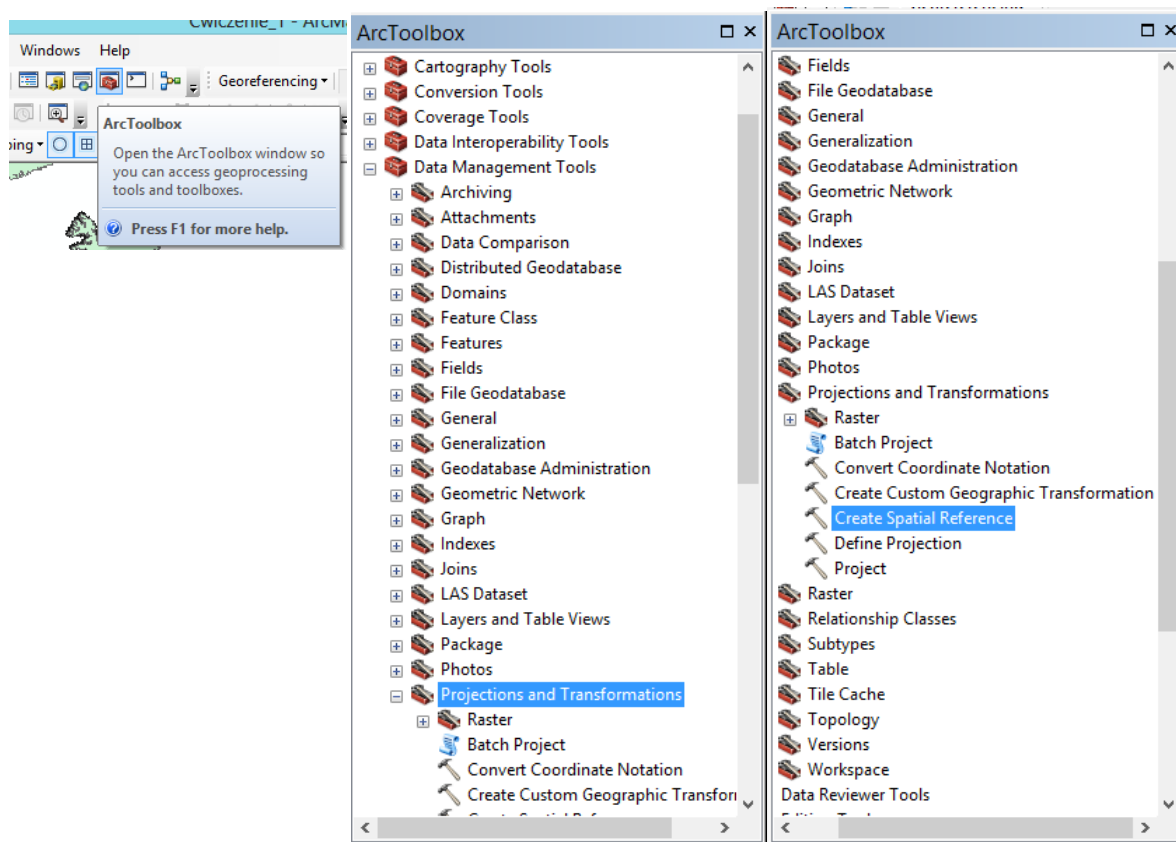 Cwiczenie_1 - ArcMa
Windows Help
Georeferencing
ArcToolbox
Open the ArcToolbox window so
you can access geoprocessing
tools and toolboxes.
Press F1 for more help.
ArcToolbox
Cartography Tools
Conversion Tools
Coverage Tools
Data Interoperability Tools
Data Management Tools
Archiving
Attachments
Data Comparison
Distributed Geodatabase
Domains
Feature Class
Features
Fields
File Geodatabase
General
Generalization
Geodatabase Administration
Geometric Network
Graph
Indexes
Joins
LAS Dataset
Layers and Table Views
Package
Photos
Projections and Transformations
Raster
Batch Project
Convert Coordinate Notation
Create Custom Geographic Transform
ArcToolbox
Fields
File Geodatabase
General
Generalization
Geodatabase Administration
Geometric Network
Graph
Indexes
Joins
LAS Dataset
Layers and Table Views
Package
Photos
Projections and Transformations
Raster
Batch Project
Convert Coordinate Notation
Create Custom Geographic Transformation
Create Spatial Reference
Define Projection
Project
Raster
Relationship Classes
Subtypes
Table
Tile Cache
Topology
Versions
Workspace
Data Reviewer Tools